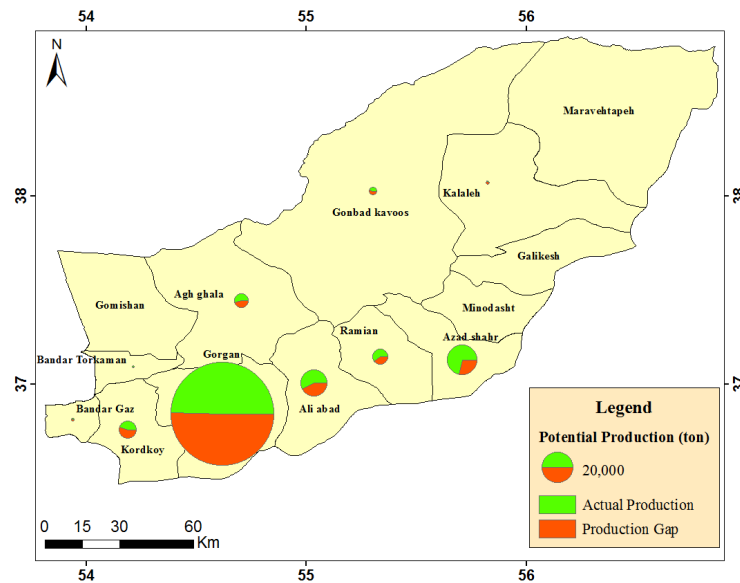 54 55 56
N
Maravehtapeh
38 38
Kalaleh
Gonbad kavoos
Galikesh
Agh ghala
Gomishan
Minodasht
Ramian
Azad shahr
Bandar Torkaman
Gorgan
37 37
Bandar Gaz
Ali abad
Kordkoy
Legend
Potential Production (ton)
20,000
Actual Production
Production Gap
0 15 30 60
Km
54 55 56